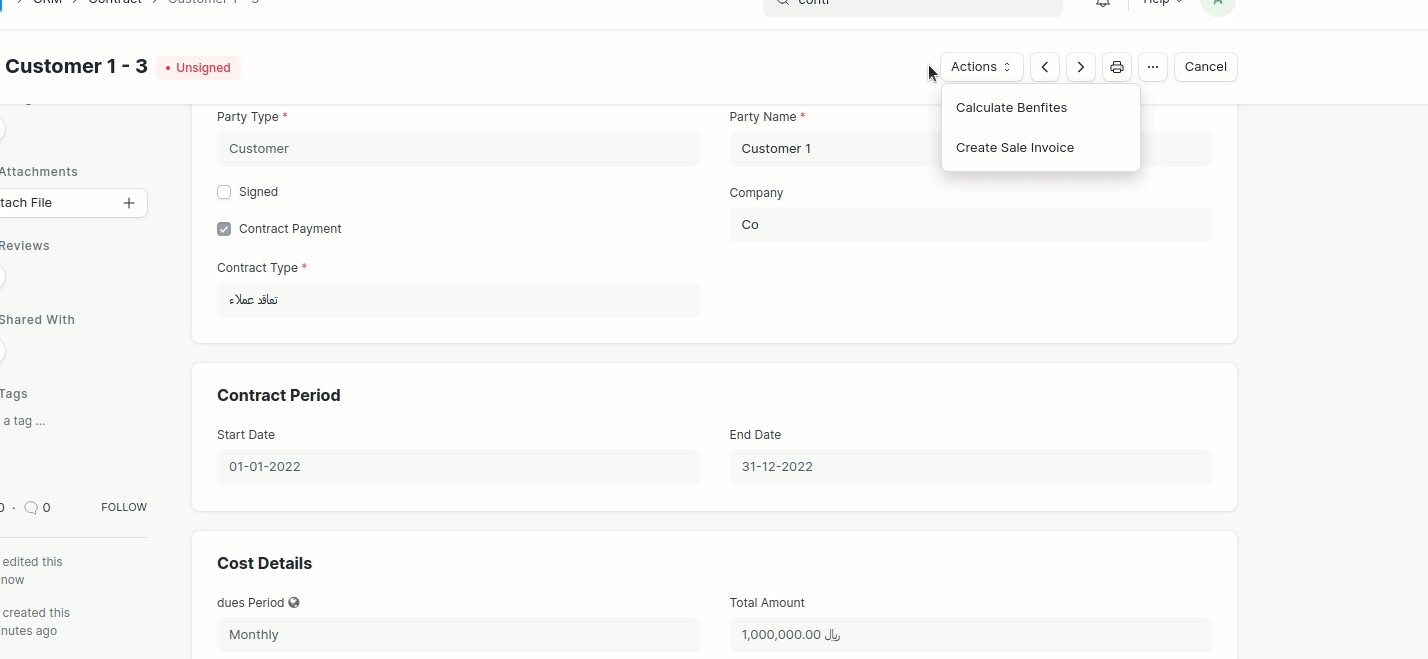 CRM Contract Customer 1 - 3
Help
Customer 1 - 3 Unsigned Actions ... Cancel
Calculate Benfites
Create Sale Invoice
Party Type *
Customer
Party Name *
Customer 1
Signed
Company
Co
Contract Payment
Contract Type *
تعاقد عملاء
Attachments
tach File
Reviews
Shared With
Tags
a tag ...
0 · 0 FOLLOW
edited this
now
created this
nutes ago
Contract Period
Start Date
01-01-2022
End Date
31-12-2022
Cost Details
dues Period
Monthly
Total Amount
1,000,000.00 ريال